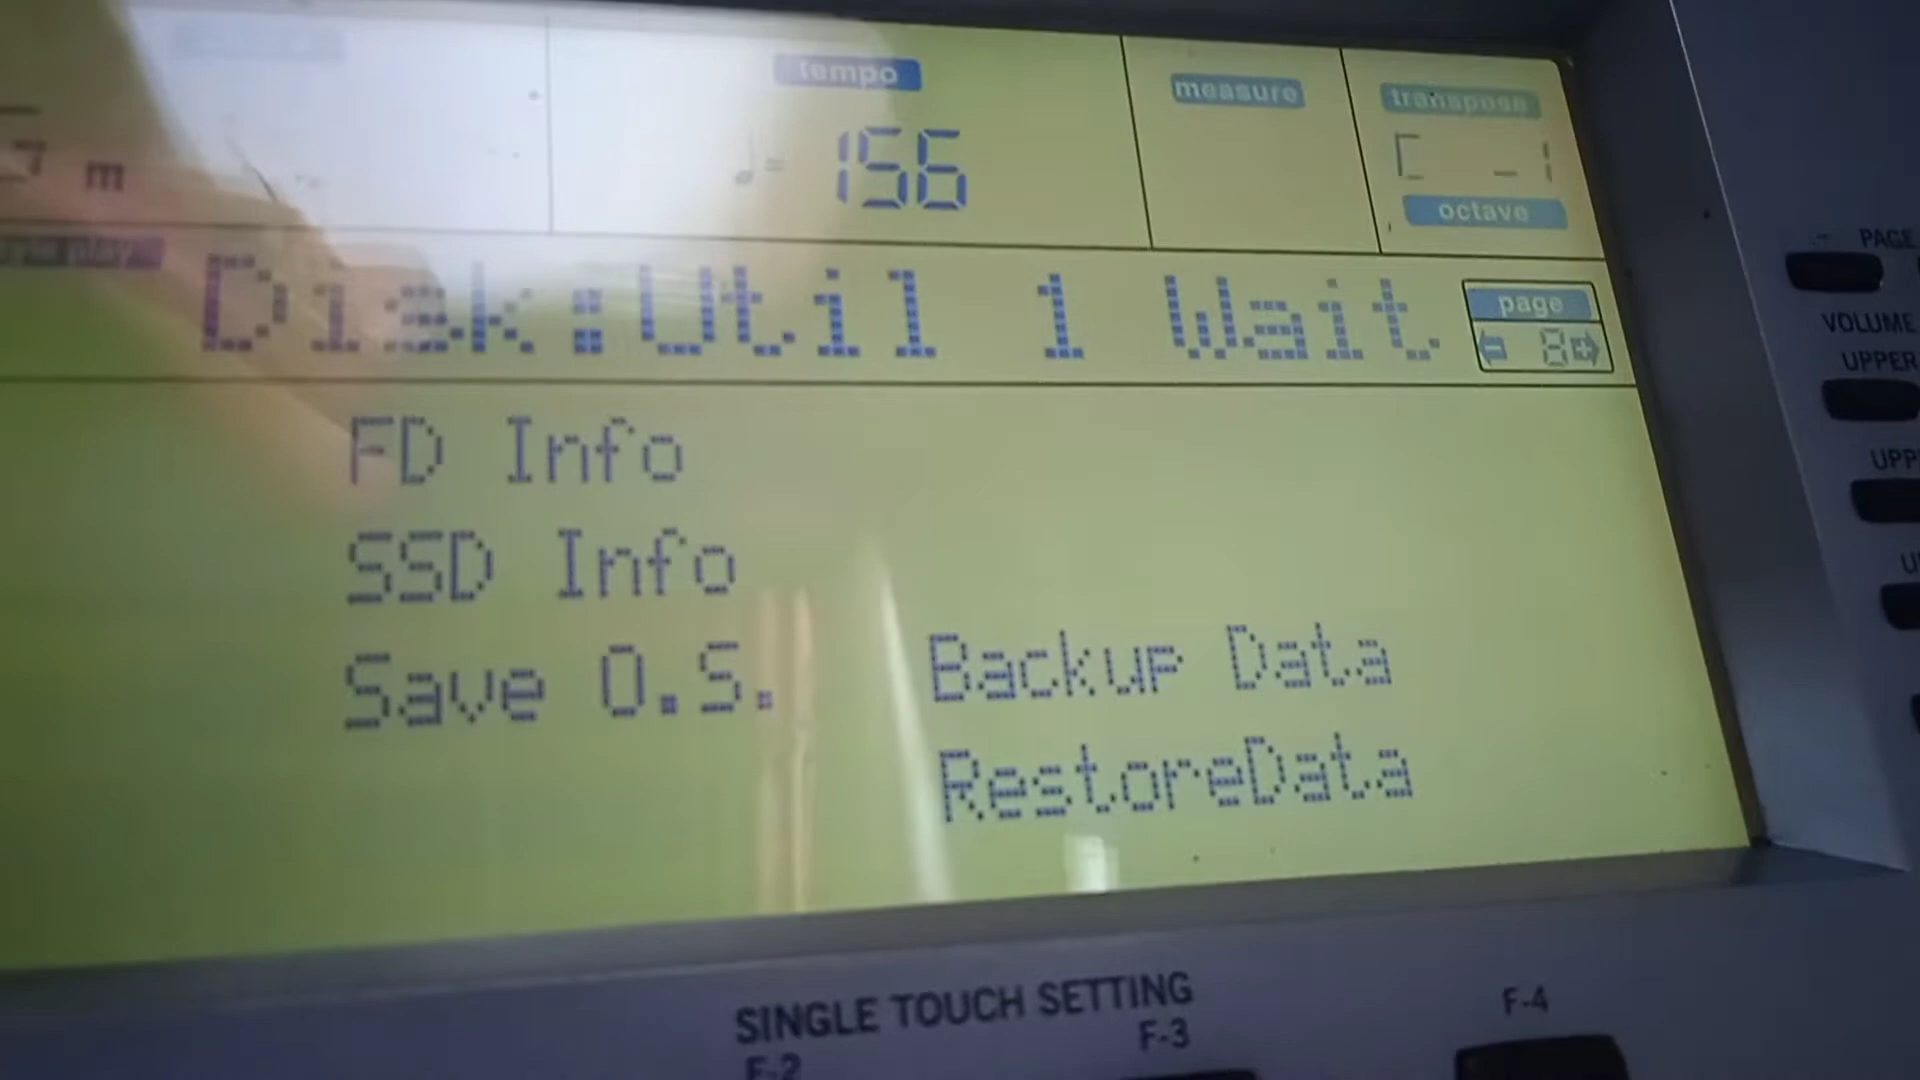 tempo
measure
transpose
m
♩= 156
octave
Disk:Util 1 Wait
page
8
FD Info
SSD Info
Save O.S.
Backup Data
RestoreData
PAGE
VOLUME
UPPER
SINGLE TOUCH SETTING
F-2
F-3
F-4